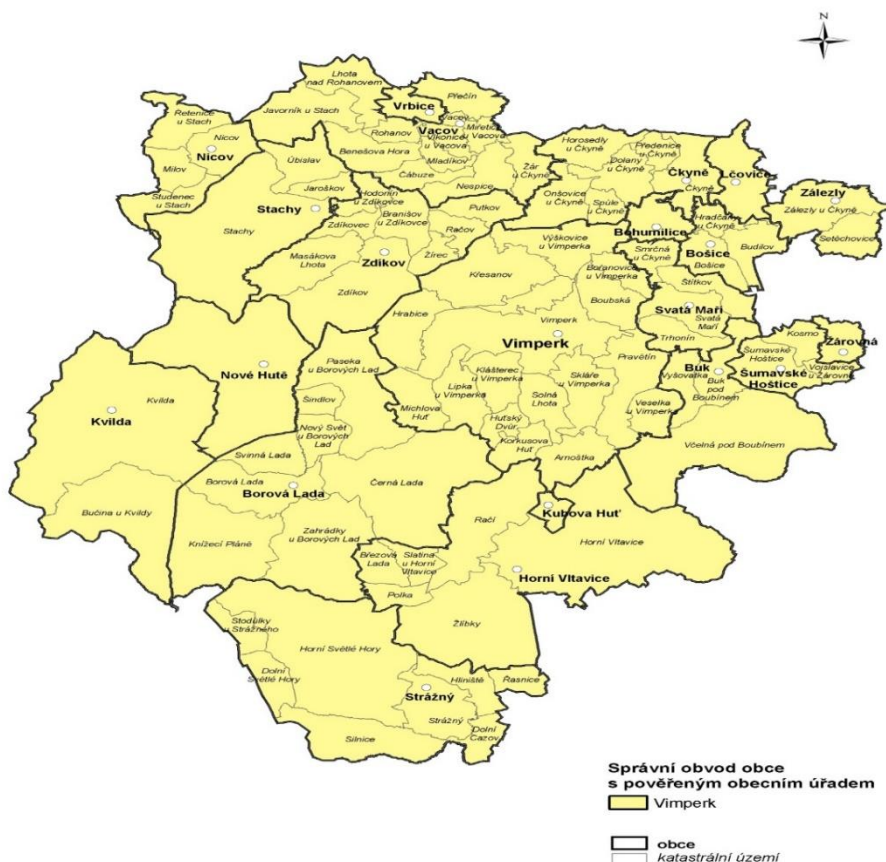 N
Lhota
nad Rohanovem
Přečín
Vrbice
Javorník u Stach
Řetenice
u Stach
Vacov
Vacov
Miřetice
u Vacova
Rohanov
Vlkonice
u Vacova
Nicov
Nicov
Benešova Hora
Mladíkov
Milov
Čábuze
Žár
u Čkyně
Nespice
Studenec
u Stach
Úbislav
Jaroškov
Stachy
Stachy
Hodonín
u Zdíkovce
Branišov
u Zdíkovce
Putkov
Zdíkovec
Račov
Masákova
Lhota
Zdíkov
Žírec
Zdíkov
Horosedly
u Čkyně
Předenice
u Čkyně
Dolany
u Čkyně
Čkyně
Čkyně
Lčovice
Onšovice
u Čkyně
Spůle
u Čkyně
Zálezly
Zálezly u Čkyně
Setěchovice
Bohumilice
Hradčany
u Čkyně
Smrčná
u Čkyně
Bošice
Bošice
Budilov
Výškovice
u Vimperka
Bořanovice
u Vimperka
Křesanov
Boubská
Štítkov
Svatá Maří
Svatá
Maří
Trhonín
Hrabice
Vimperk
Vimperk
Pravětín
Kosmo
Žárovná
Šumavské
Hoštice
Vojslavice
u Žárovné
Šumavské
Hoštice
Buk
Vyšovatka
Buk
pod
Boubínem
Včelná pod Boubínem
Nové Hutě
Paseka
u Borových Lad
Klášterec
u Vimperka
Lipka
u Vimperka
Skláře
u Vimperka
Solná
Lhota
Michlova
Huť
Huťský
Dvůr
Korkusova
Huť
Veselka
u Vimperka
Arnoštka
Šindlov
Nový Svět
u Borových
Lad
Kvilda
Kvilda
Svinná Lada
Borová Lada
Borová Lada
Černá Lada
Bučina u Kvildy
Knížecí Pláně
Zahrádky
u Borových Lad
Kubova Huť
Račí
Horní Vltavice
Březová
Lada
Slatina
u Horní
Vltavice
Horní Vltavice
Polka
Žlíbky
Stodůlky
u Strážného
Horní Světlé Hory
Dolní
Světlé Hory
Hliniště
Řasnice
Strážný
Strážný
Dolní
Cazov
Silnice
Správní obvod obce
s pověřeným obecním úřadem
Vimperk
obce
katastrální území